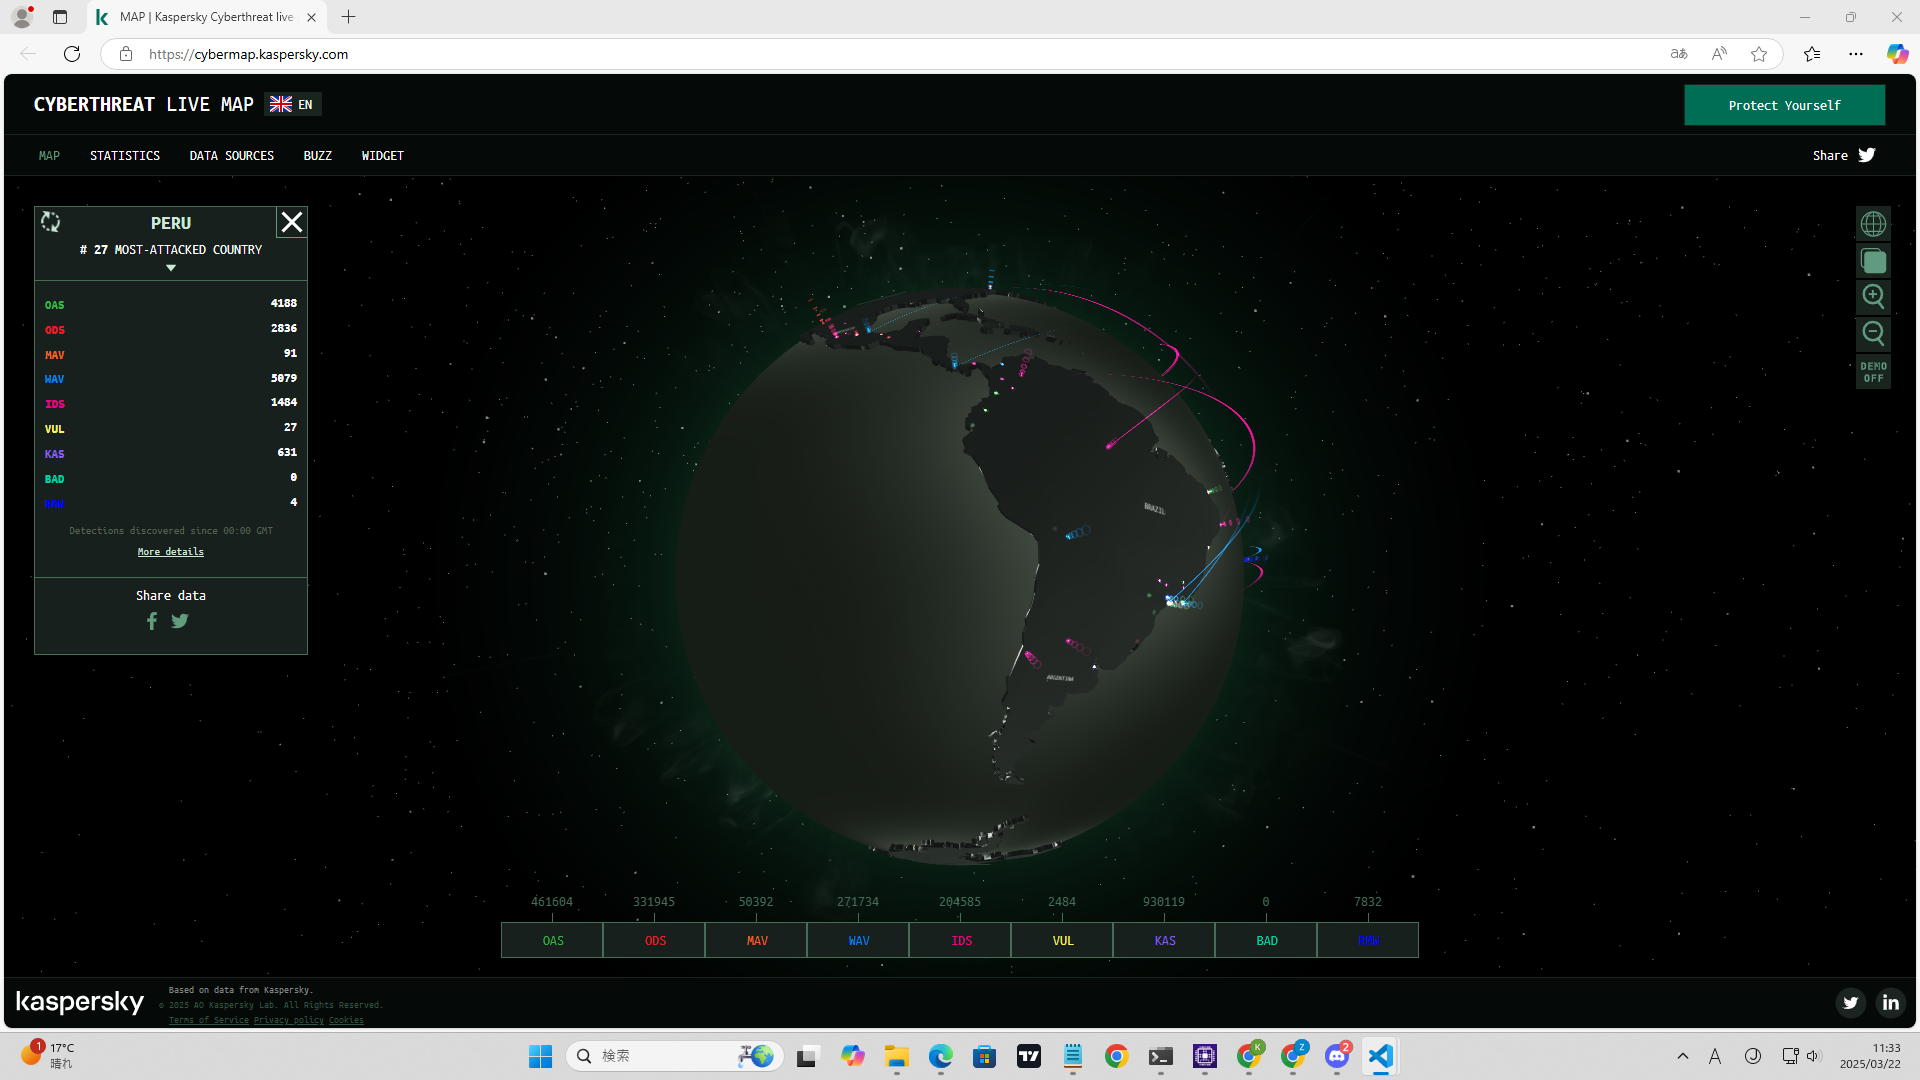 MAP | Kaspersky Cyberthreat live
https://cybermap.kaspersky.com
CYBERTHREAT LIVE MAP EN
Protect Yourself
MAP STATISTICS DATA SOURCES BUZZ WIDGET
Share
PERU
# 27 MOST-ATTACKED COUNTRY
OAS 4188
ODS 2836
MAV 91
WAV 5079
IDS 1484
VUL 27
KAS 631
BAD 0
RMW 4
Detections discovered since 00:00 GMT
More details
Share data
DEMO
OFF
BRAZIL
ARGENTINA
461604 331945 50392 271734 204585 2484 930119 0 7832
OAS ODS MAV WAV IDS VUL KAS BAD RMW
kaspersky
Based on data from Kaspersky.
© 2025 AO Kaspersky Lab. All Rights Reserved.
Terms of Service Privacy policy Cookies
1
17°C
晴れ
検索
K
Z
2
A
11:33
2025/03/22